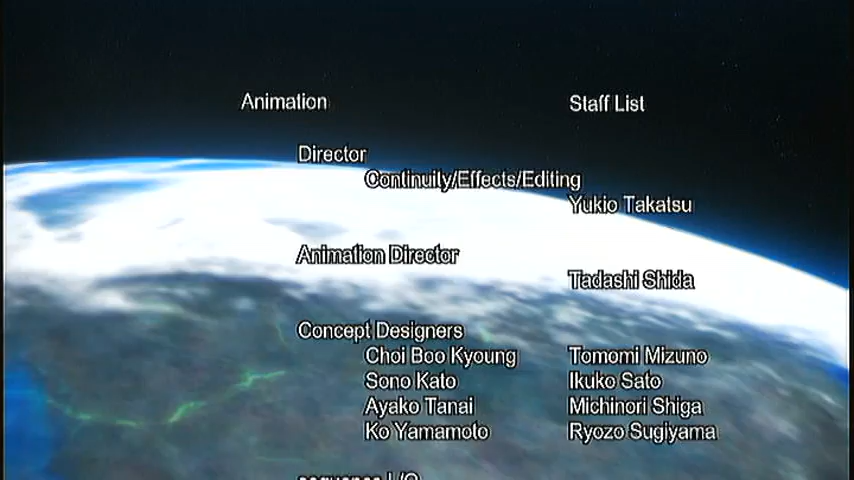 Animation Staff List
Director
Continuity/Effects/Editing
Yukio Takatsu
Animation Director
Tadashi Shida
Concept Designers
Choi Boo Kyoung Tomomi Mizuno
Sono Kato Ikuko Sato
Ayako Tanai Michinori Shiga
Ko Yamamoto Ryozo Sugiyama